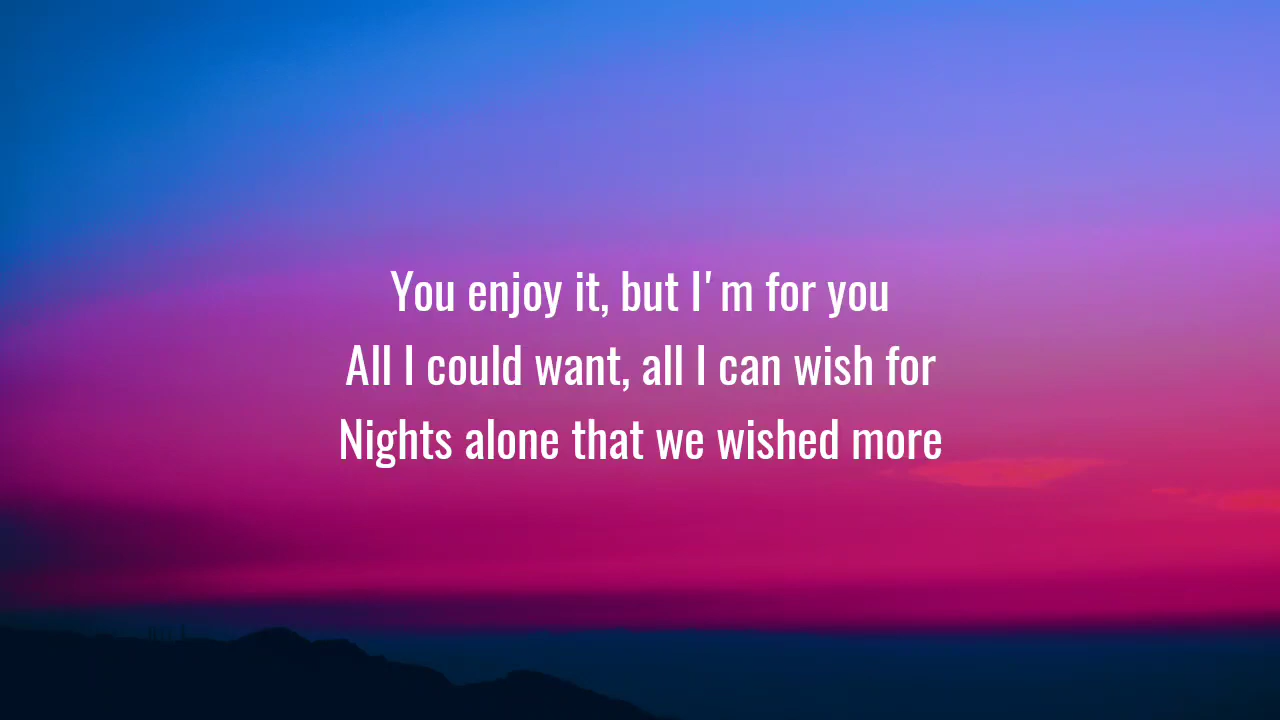 You enjoy it, but I'm for you
All I could want, all I can wish for
Nights alone that we wished more